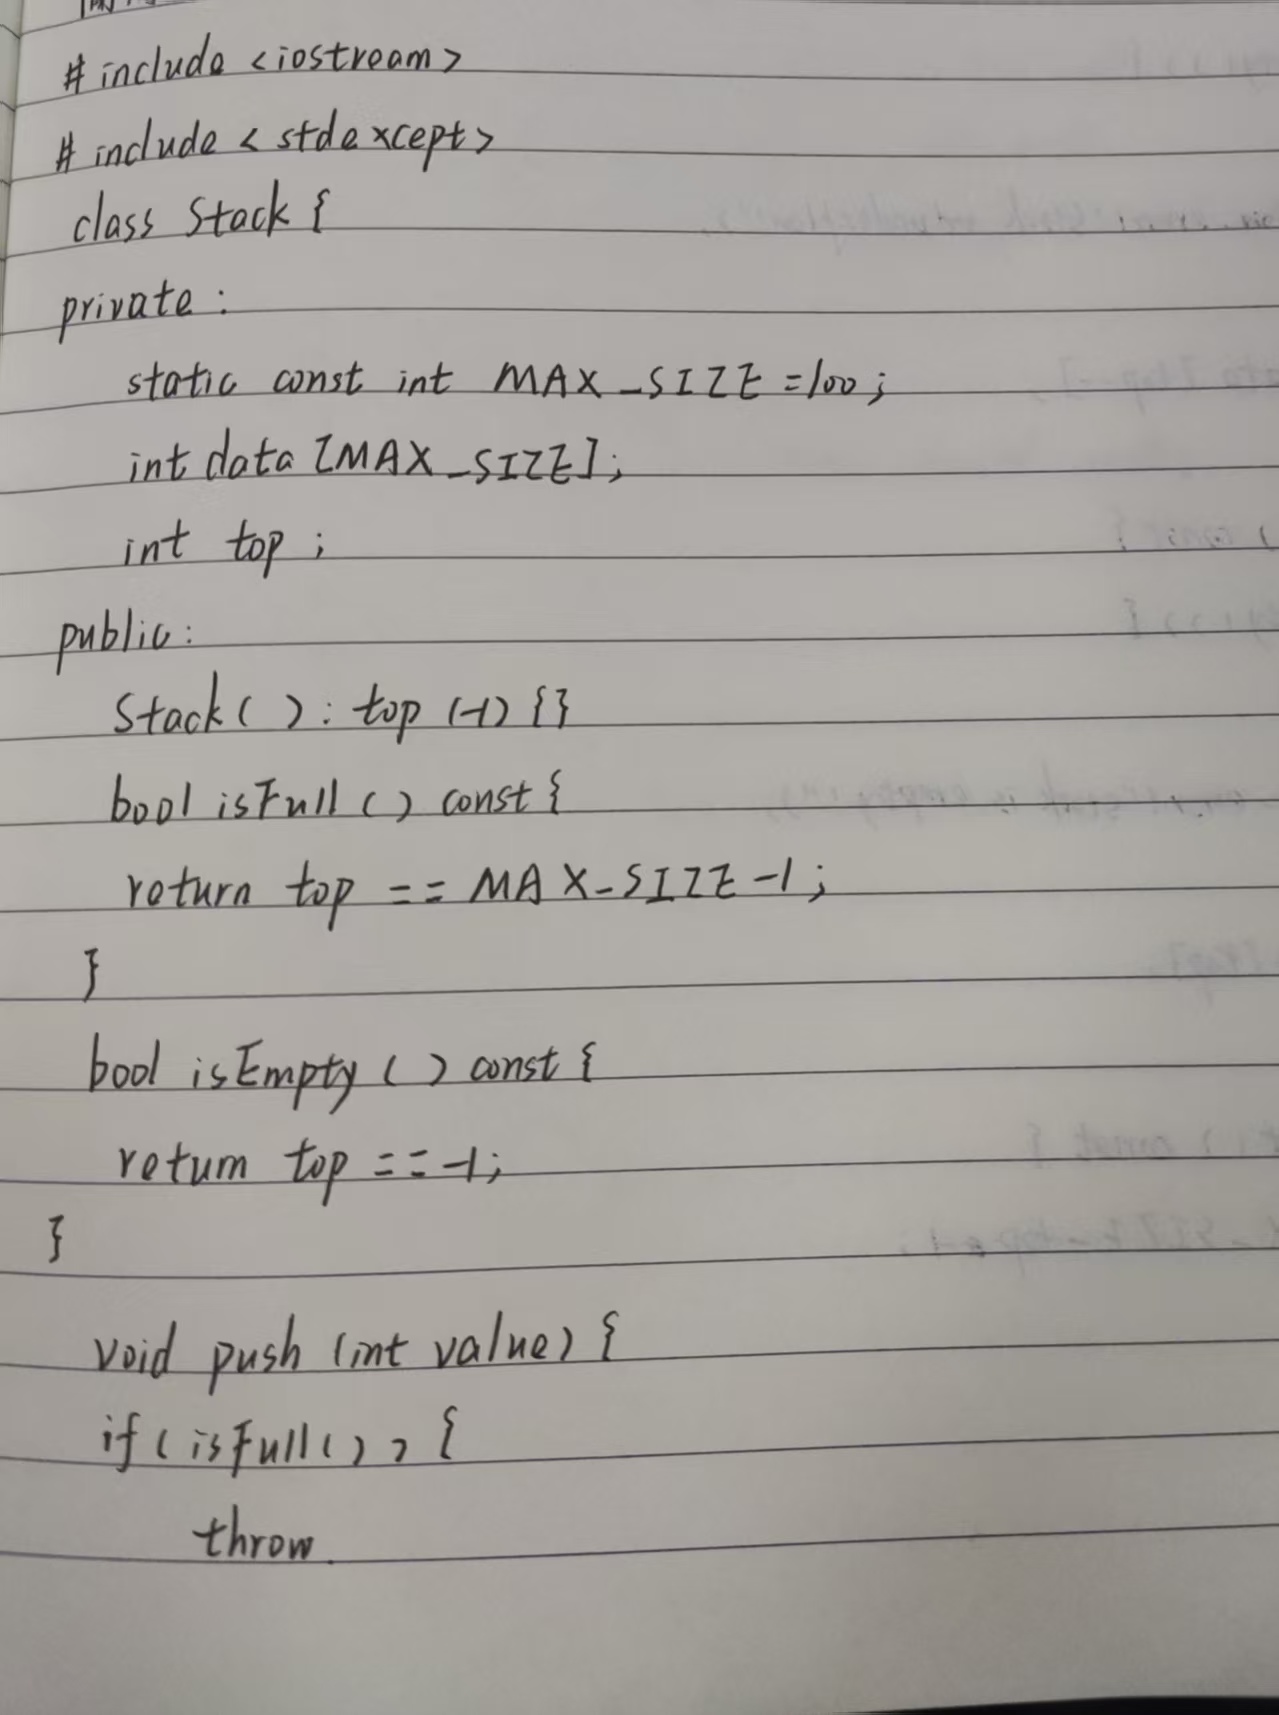 # include <iostream>
# include < stdexcept>
class Stack {
private :
static const int MAX_SIZE =100;
int data [MAX_SIZE];
int top ;
public:
Stack( ): top (-1) {}
bool isFull () const {
return top == MAX_SIZE -1;
}
bool isEmpty () const {
return top == -1;
}
void push (int value) {
if (isFull()) {
throw